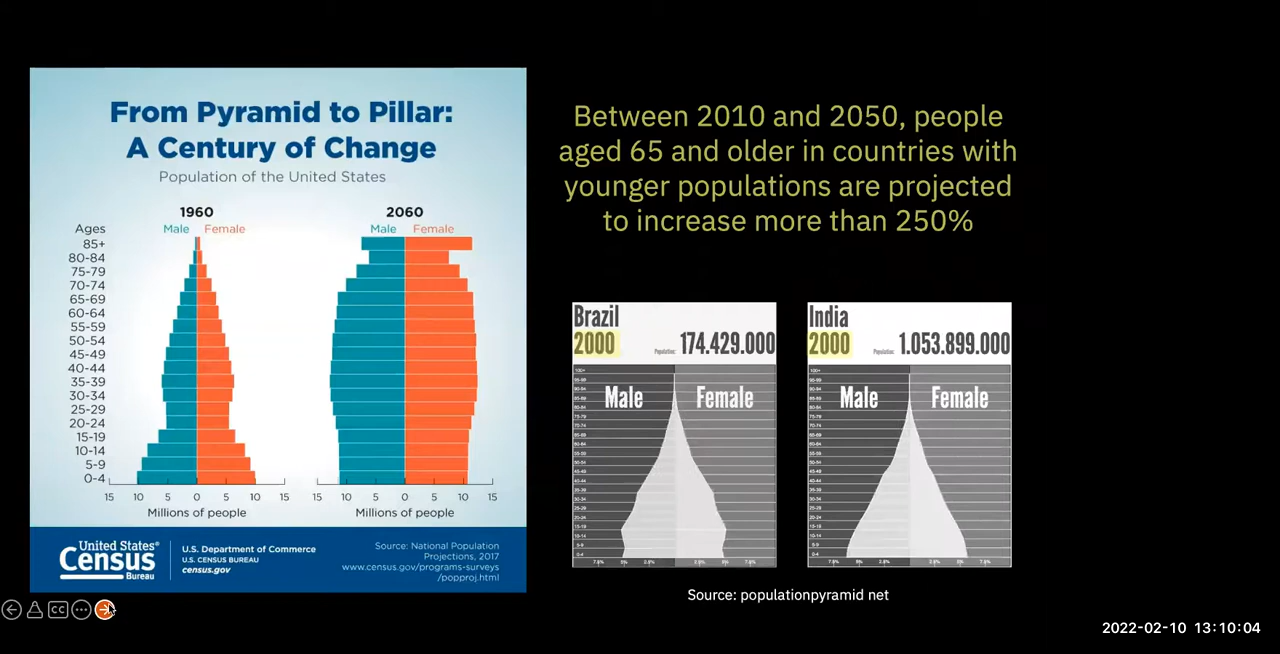 From Pyramid to Pillar:
A Century of Change
Population of the United States
1960
2060
Ages
Male Female
Male Female
85+
80-84
75-79
70-74
65-69
60-64
55-59
50-54
45-49
40-44
35-39
30-34
25-29
20-24
15-19
10-14
5-9
0-4
15 10 5 0 5 10 15
15 10 5 0 5 10 15
Millions of people
Millions of people
United States®
Census
Bureau
U.S. Department of Commerce
U.S. CENSUS BUREAU
census.gov
Source: National Population
Projections, 2017
www.census.gov/programs-surveys
/popproj.html
Between 2010 and 2050, people
aged 65 and older in countries with
younger populations are projected
to increase more than 250%
Brazil
2000
Population: 174.429.000
Male Female
India
2000
Population: 1.053.899.000
Male Female
Source: populationpyramid net
CC
2022-02-10 13:10:04